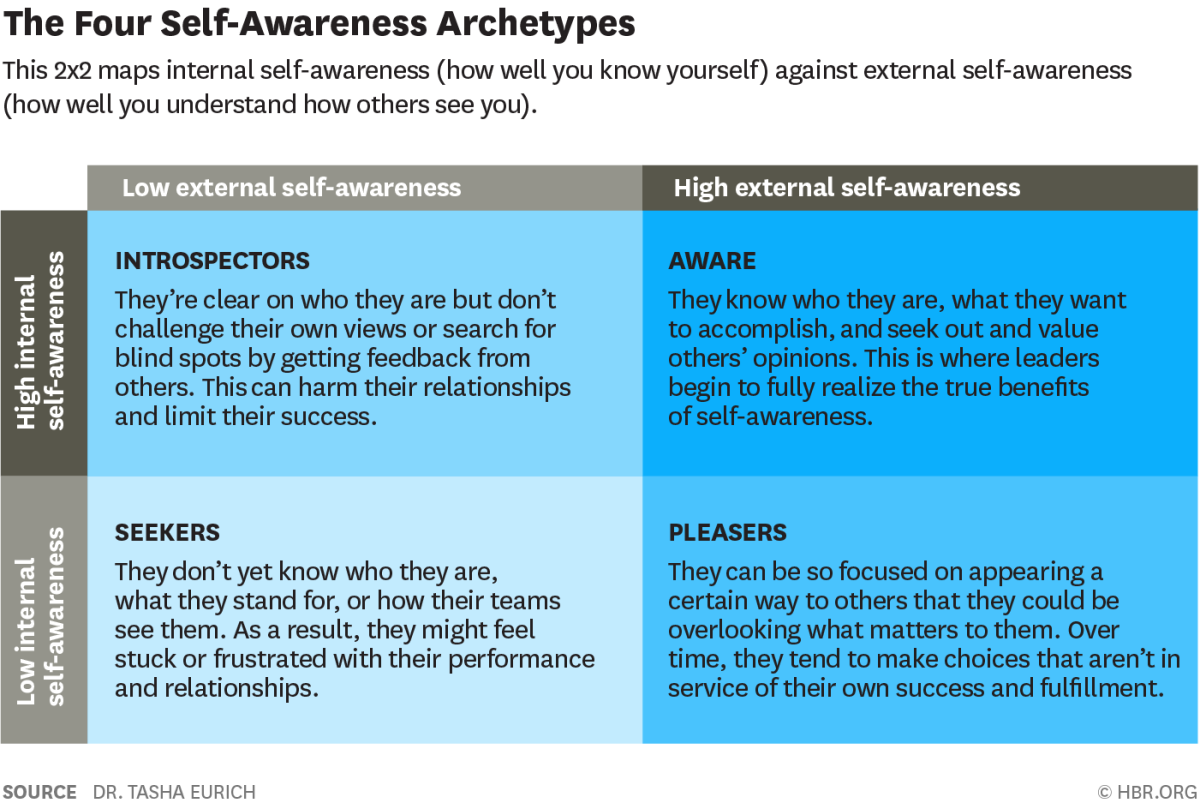 The Four Self-Awareness Archetypes
This 2x2 maps internal self-awareness (how well you know yourself) against external self-awareness
(how well you understand how others see you).
Low external self-awareness
High external self-awareness
High internal
self-awareness
INTROSPECTORS
They’re clear on who they are but don’t
challenge their own views or search for
blind spots by getting feedback from
others. This can harm their relationships
and limit their success.
AWARE
They know who they are, what they want
to accomplish, and seek out and value
others’ opinions. This is where leaders
begin to fully realize the true benefits
of self-awareness.
Low internal
self-awareness
SEEKERS
They don’t yet know who they are,
what they stand for, or how their teams
see them. As a result, they might feel
stuck or frustrated with their performance
and relationships.
PLEASERS
They can be so focused on appearing a
certain way to others that they could be
overlooking what matters to them. Over
time, they tend to make choices that aren’t in
service of their own success and fulfillment.
SOURCE DR. TASHA EURICH
© HBR.ORG